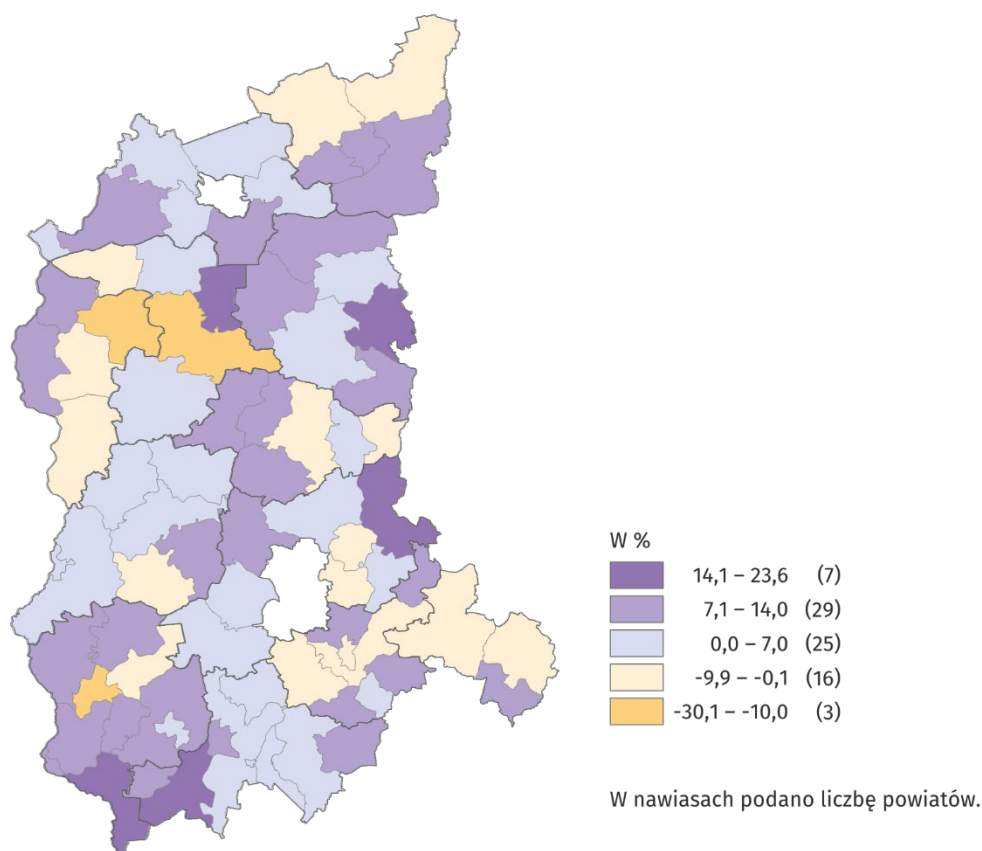 W %
14,1 – 23,6 (7)
7,1 – 14,0 (29)
0,0 – 7,0 (25)
-9,9 – -0,1 (16)
-30,1 – -10,0 (3)
W nawiasach podano liczbę powiatów.